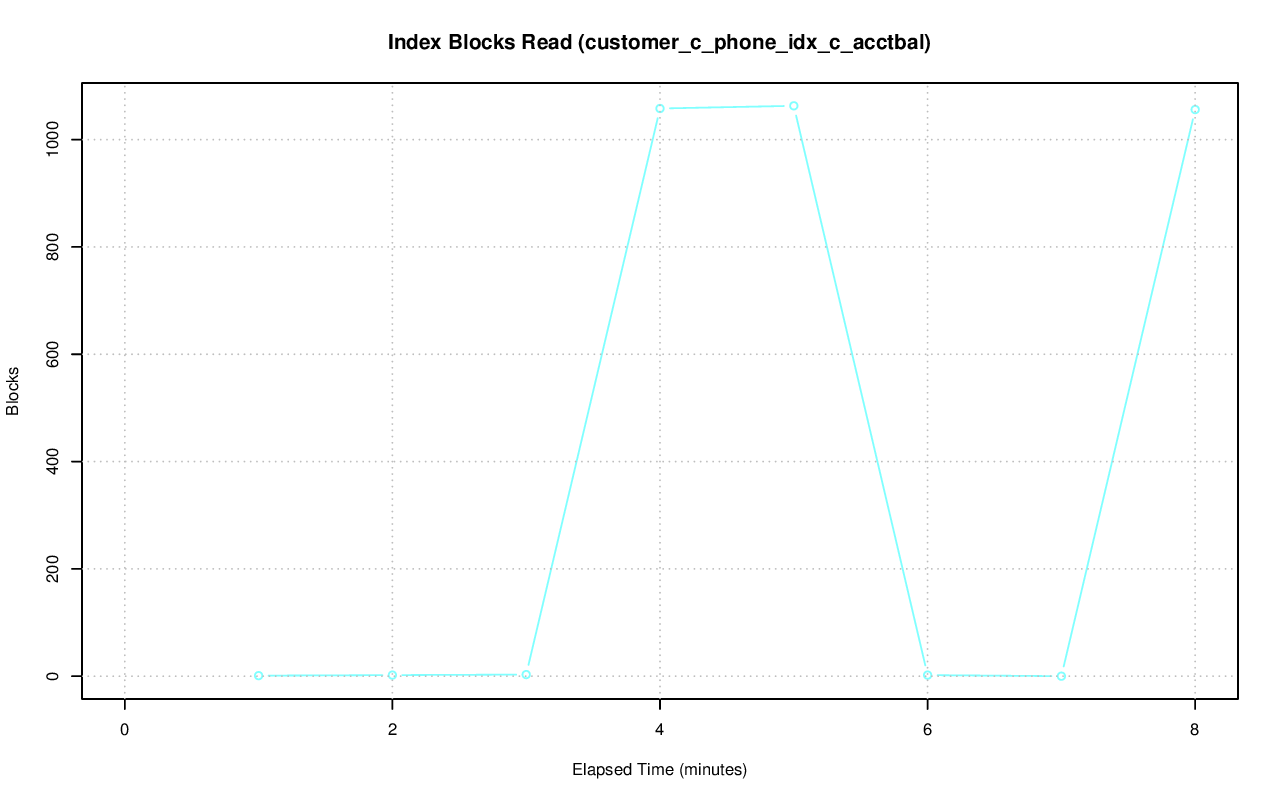 Index Blocks Read (customer_c_phone_idx_c_acctbal)
Blocks
1000
800
600
400
200
0
0 2 4 6 8
Elapsed Time (minutes)